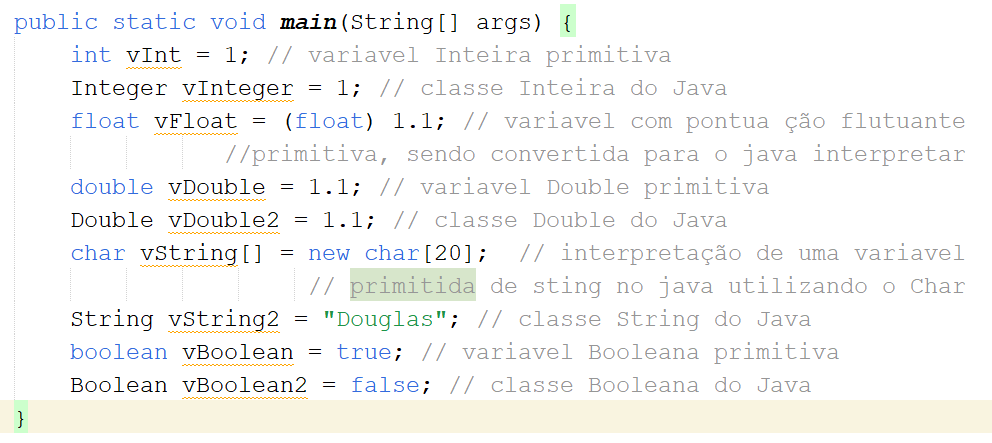 public static void main(String[] args) {
int vInt = 1; // variavel Inteira primitiva
Integer vInteger = 1; // classe Inteira do Java
float vFloat = (float) 1.1; // variavel com pontua ção flutuante
//primitiva, sendo convertida para o java interpretar
double vDouble = 1.1; // variavel Double primitiva
Double vDouble2 = 1.1; // classe Double do Java
char vString[] = new char[20];  // interpretação de uma variavel
// primitida de sting no java utilizando o Char
String vString2 = "Douglas"; // classe String do Java
boolean vBoolean = true; // variavel Booleana primitiva
Boolean vBoolean2 = false; // classe Booleana do Java
}